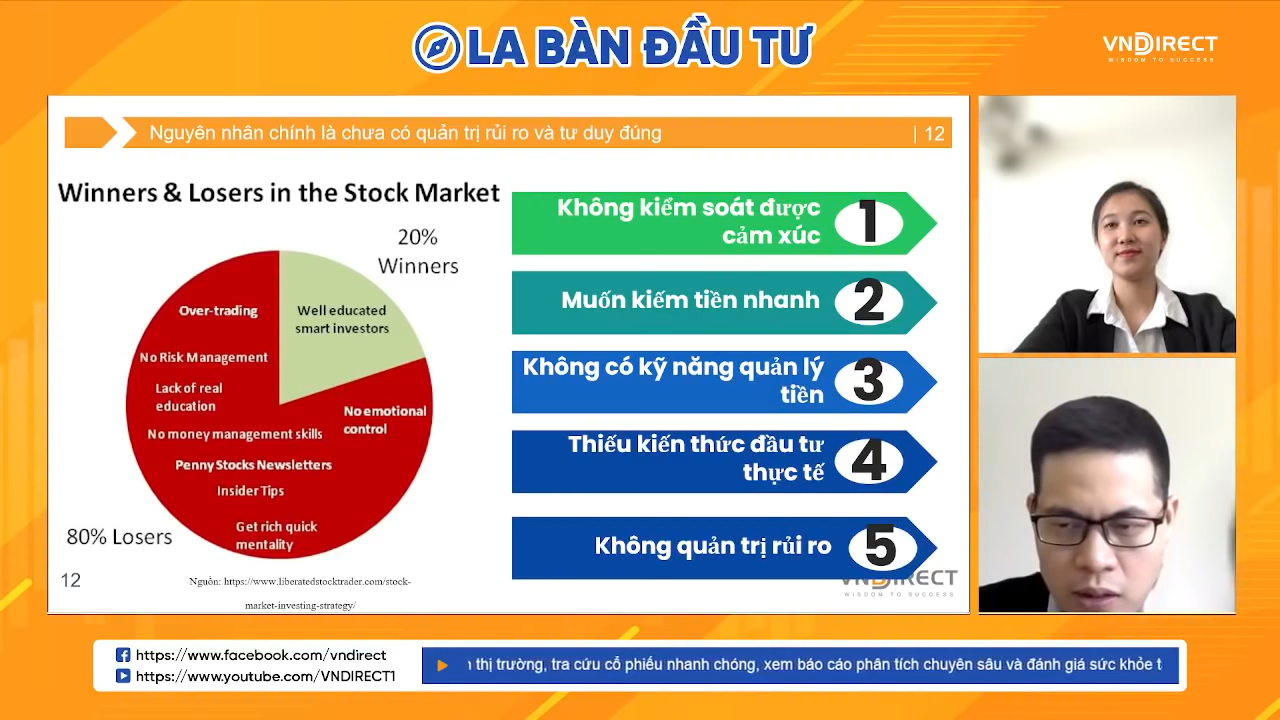 LA BÀN ĐẦU TƯ
VNDIRECT
WISDOM TO SUCCESS
Nguyên nhân chính là chưa có quản trị rủi ro và tư duy đúng
| 12
Winners & Losers in the Stock Market
20%
Winners
Well educated
smart investors
Over-trading
No Risk Management
Lack of real
education
No emotional
control
No money management skills
Penny Stocks Newsletters
Insider Tips
Get rich quick
mentality
80% Losers
Không kiểm soát được
cảm xúc
1
Muốn kiếm tiền nhanh
2
Không có kỹ năng quản lý
tiền
3
Thiếu kiến thức đầu tư
thực tế
4
Không quản trị rủi ro
5
12
Nguồn: https://www.liberatedstocktrader.com/stock-
market-investing-strategy/
VNDIRECT
WISDOM TO SUCCESS
https://www.facebook.com/vndirect
https://www.youtube.com/VNDIRECT1
thị trường, tra cứu cổ phiếu nhanh chóng, xem báo cáo phân tích chuyên sâu và đánh giá sức khỏe